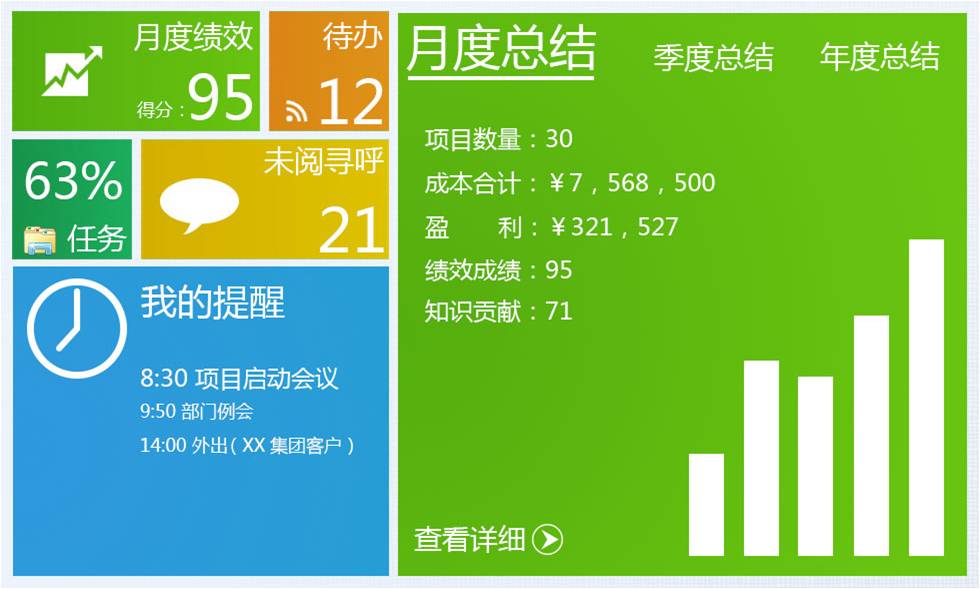 月度绩效
得分：95
待办
12
63%
任务
未阅寻呼
21
我的提醒
8:30 项目启动会议
9:50 部门例会
14:00 外出（XX 集团客户）
月度总结 季度总结 年度总结
项目数量：30
成本合计：￥7，568，500
盈 利：￥321，527
绩效成绩：95
知识贡献：71
查看详细